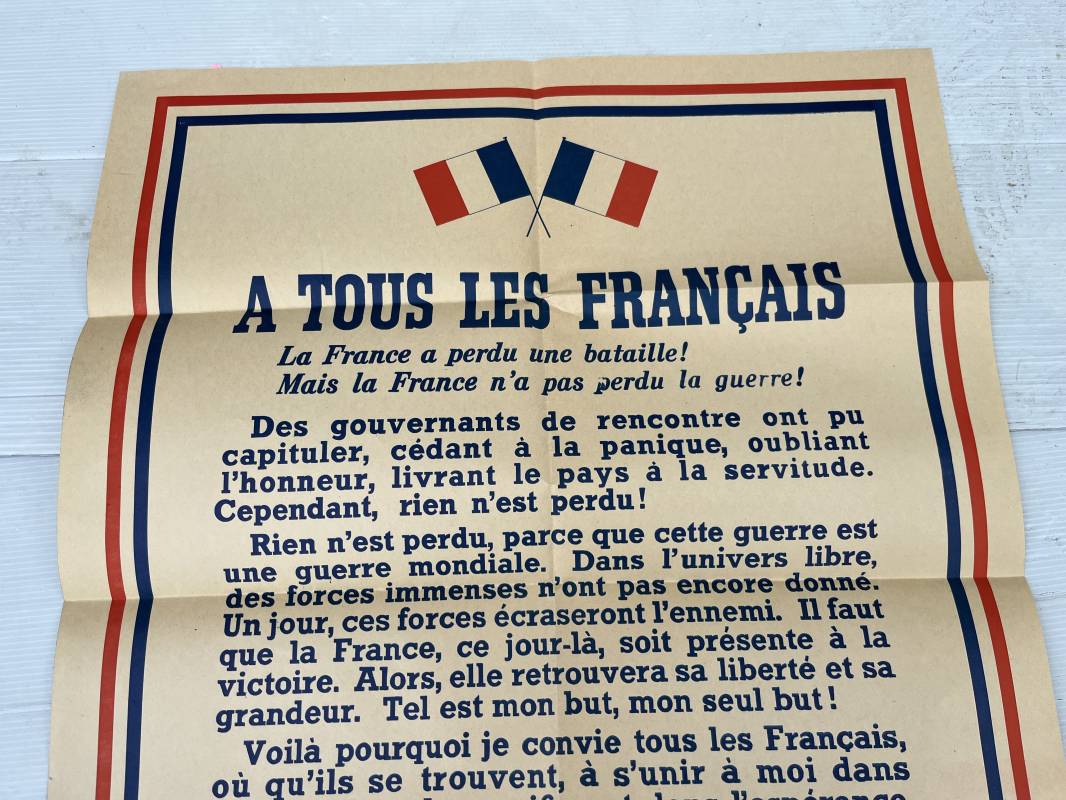 A TOUS LES FRANÇAIS
La France a perdu une bataille!
Mais la France n'a pas perdu la guerre!
Des gouvernants de rencontre ont pu
capituler, cédant à la panique, oubliant
l'honneur, livrant le pays à la servitude.
Cependant, rien n'est perdu!
Rien n'est perdu, parce que cette guerre est
une guerre mondiale. Dans l'univers libre,
des forces immenses n'ont pas encore donné.
Un jour, ces forces écraseront l'ennemi. Il faut
que la France, ce jour-là, soit présente à la
victoire. Alors, elle retrouvera sa liberté et sa
grandeur. Tel est mon but, mon seul but!
Voilà pourquoi je convie tous les Français,
où qu'ils se trouvent, à s'unir à moi dans